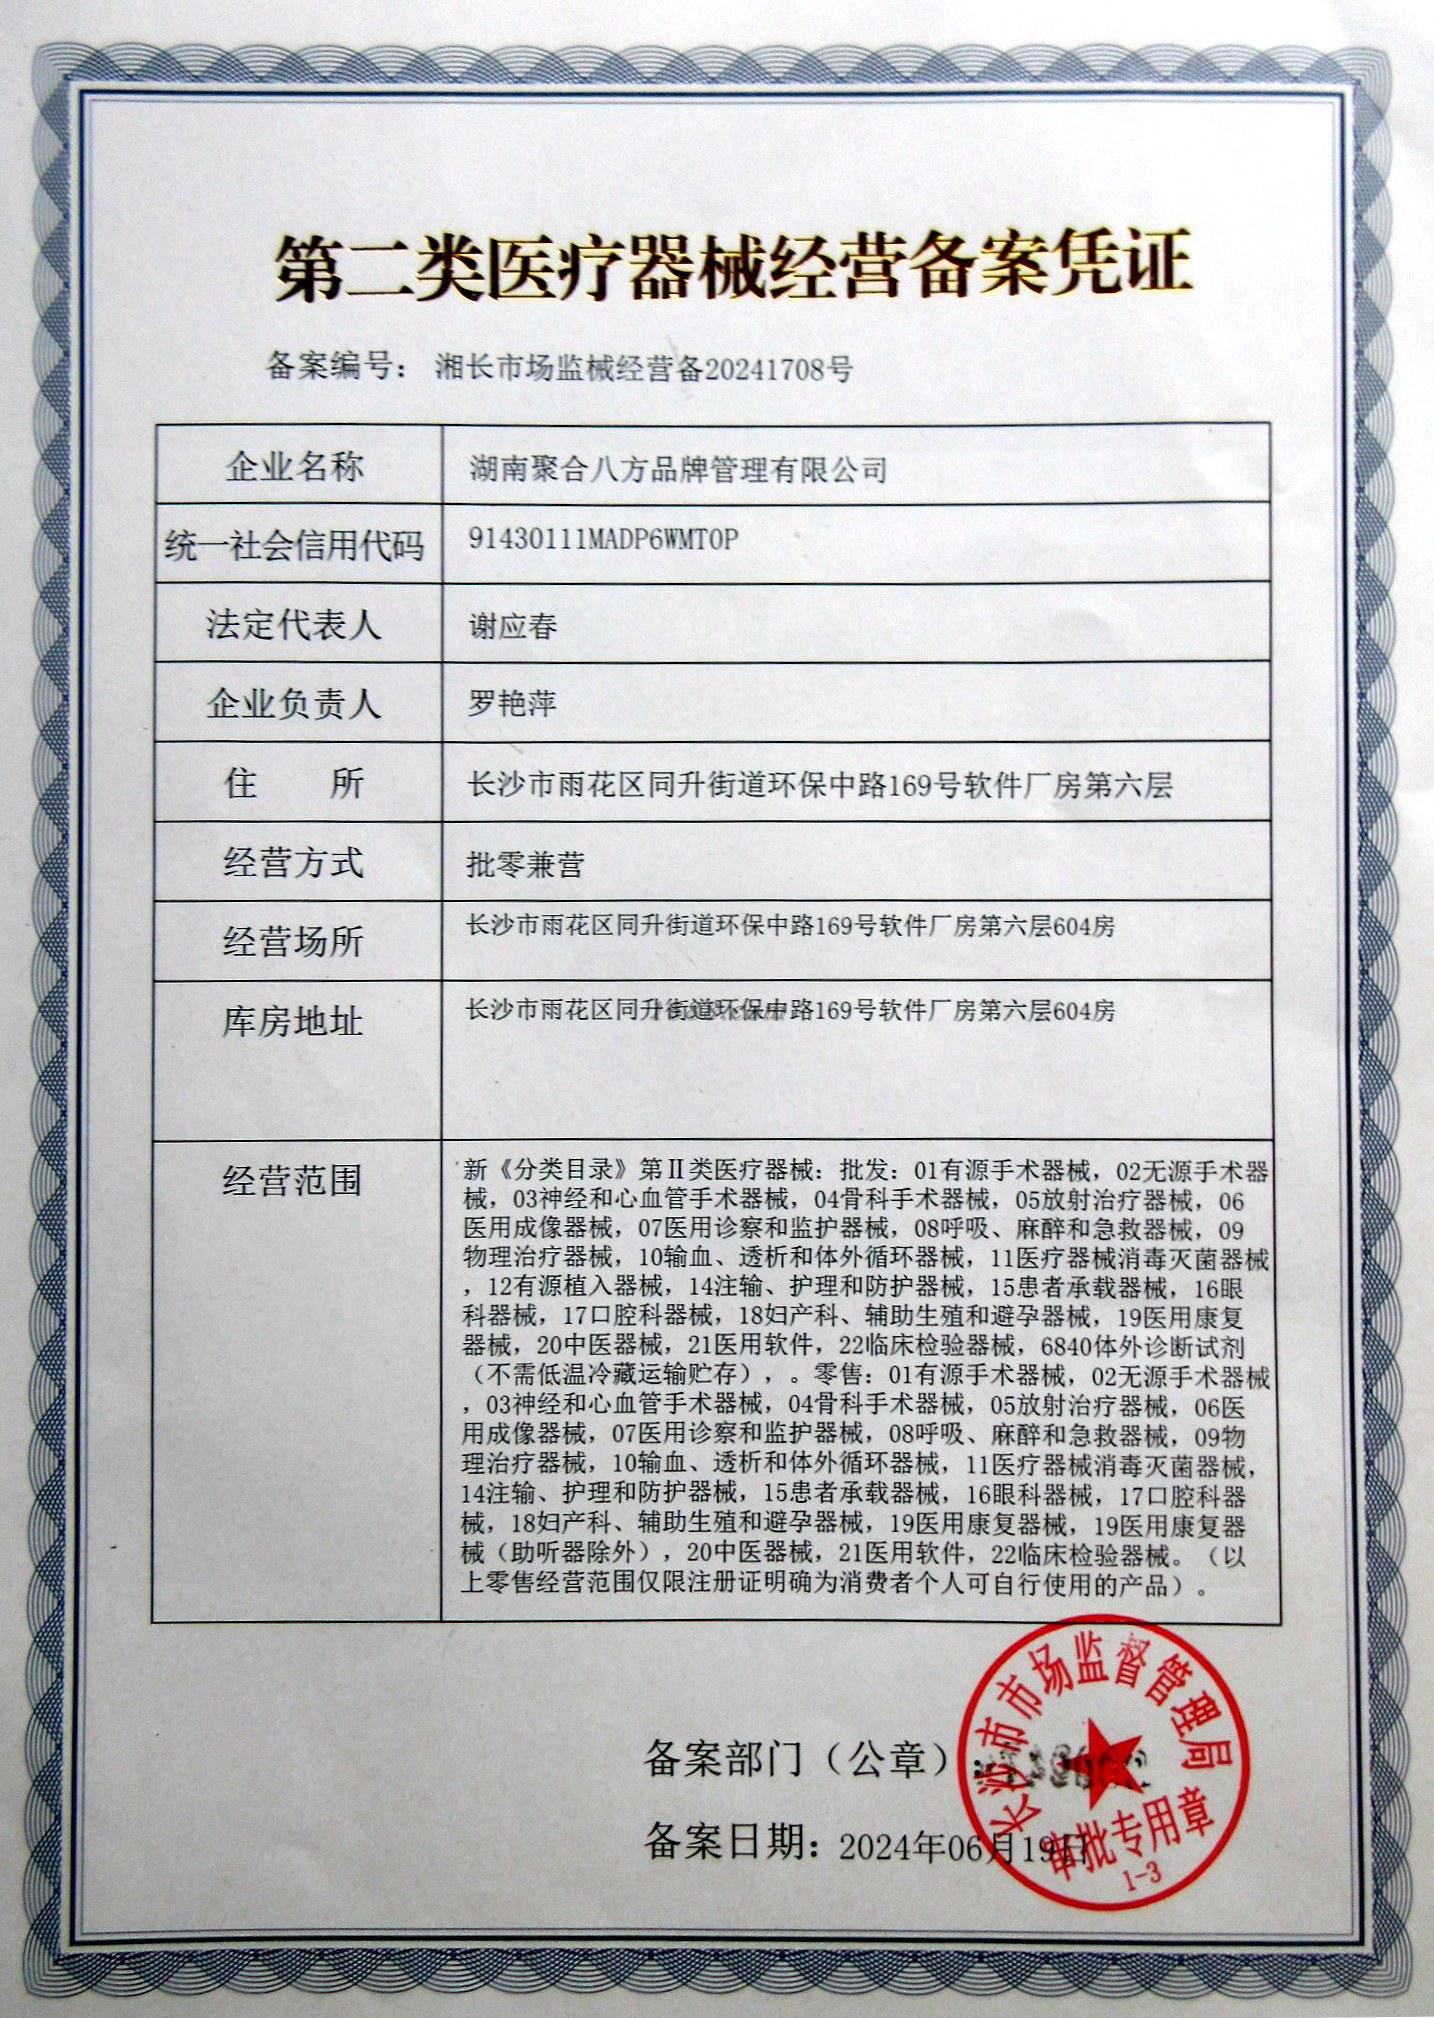 第二类医疗器械经营备案凭证
备案编号： 湘长市场监械经营备20241708号
企业名称 湖南聚合八方品牌管理有限公司
统一社会信用代码 91430111MADP6WMT0P
法定代表人 谢应春
企业负责人 罗艳萍
住 所 长沙市雨花区同升街道环保中路169号软件厂房第六层
经营方式 批零兼营
经营场所 长沙市雨花区同升街道环保中路169号软件厂房第六层604房
库房地址 长沙市雨花区同升街道环保中路169号软件厂房第六层604房
经营范围 新《分类目录》第Ⅱ类医疗器械：批发：01有源手术器械，02无源手术器
械，03神经和心血管手术器械，04骨科手术器械，05放射治疗器械，06
医用成像器械，07医用诊察和监护器械，08呼吸、麻醉和急救器械，09
物理治疗器械，10输血、透析和体外循环器械，11医疗器械消毒灭菌器械
，12有源植入器械，14注输、护理和防护器械，15患者承载器械，16眼
科器械，17口腔科器械，18妇产科、辅助生殖和避孕器械，19医用康复
器械，20中医器械，21医用软件，22临床检验器械，6840体外诊断试剂
（不需低温冷藏运输贮存），。零售：01有源手术器械，02无源手术器械
，03神经和心血管手术器械，04骨科手术器械，05放射治疗器械，06医
用成像器械，07医用诊察和监护器械，08呼吸、麻醉和急救器械，09物
理治疗器械，10输血、透析和体外循环器械，11医疗器械消毒灭菌器械，
14注输、护理和防护器械，15患者承载器械，16眼科器械，17口腔科器
械，18妇产科、辅助生殖和避孕器械，19医用康复器械，19医用康复器
械（助听器除外），20中医器械，21医用软件，22临床检验器械。（以
上零售经营范围仅限注册证明确为消费者个人可自行使用的产品）。
备案部门（公章）：
备案日期：2024年06月19日
长沙市市场监督管理局
审批专用章
1-3